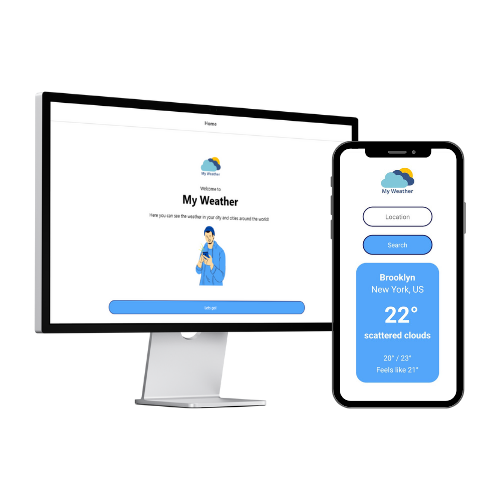 Home
My Weather
Welcome to
My Weather
Here you can see the weather in your city and cities around the world!
My Weather
Location
Search
Brooklyn
New York, US
22°
scattered clouds
20° / 23°
Feels like 21°